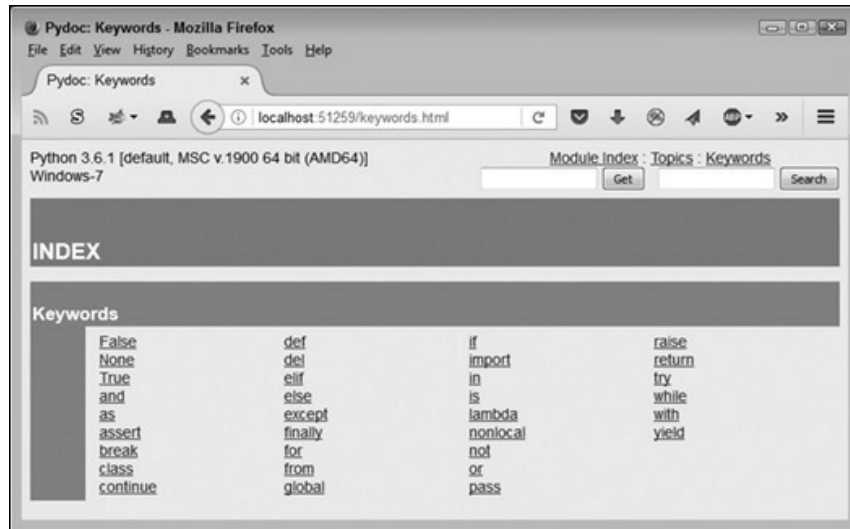 Pydoc: Keywords - Mozilla Firefox
File Edit View History Bookmarks Tools Help
Pydoc: Keywords ×
localhost:51259/keywords.html
Python 3.6.1 [default, MSC v.1900 64 bit (AMD64)]
Windows-7
Module Index : Topics : Keywords
Get Search
INDEX
Keywords
False def if raise
None del import return
True elif in try
and else is while
as except lambda with
assert finally nonlocal yield
break for not
class from or
continue global pass